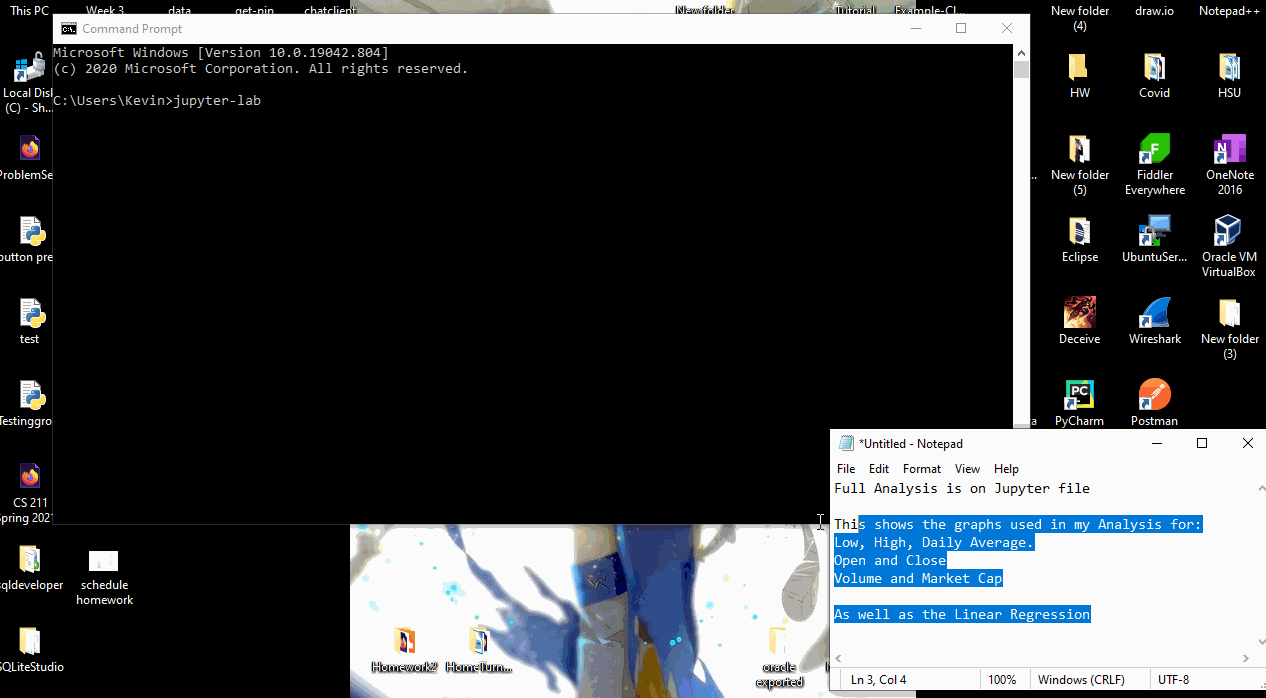 This PC
Week 3
data
get-pip
chatclient
New folder
Tutorial
Example-Cl...
New folder
(4)
draw.io
Notepad++
Command Prompt
Microsoft Windows [Version 10.0.19042.804]
(c) 2020 Microsoft Corporation. All rights reserved.
C:\Users\Kevin>jupyter-lab
Local Disk
(C) - Sh...
ProblemSe
button pre
test
Testinggro
CS 211
Spring 202
sqldeveloper
schedule
homework
SQLiteStudio
HW
Covid
HSU
New folder
(5)
Fiddler
Everywhere
OneNote
2016
Eclipse
UbuntuSer...
Oracle VM
VirtualBox
Deceive
Wireshark
New folder
(3)
PyCharm
Postman
*Untitled - Notepad
File Edit Format View Help
Full Analysis is on Jupyter file
This shows the graphs used in my Analysis for:
Low, High, Daily Average.
Open and Close
Volume and Market Cap
As well as the Linear Regression
Ln 3, Col 4
100%
Windows (CRLF)
UTF-8
Homework2
HomeTurn...
oracle
exported